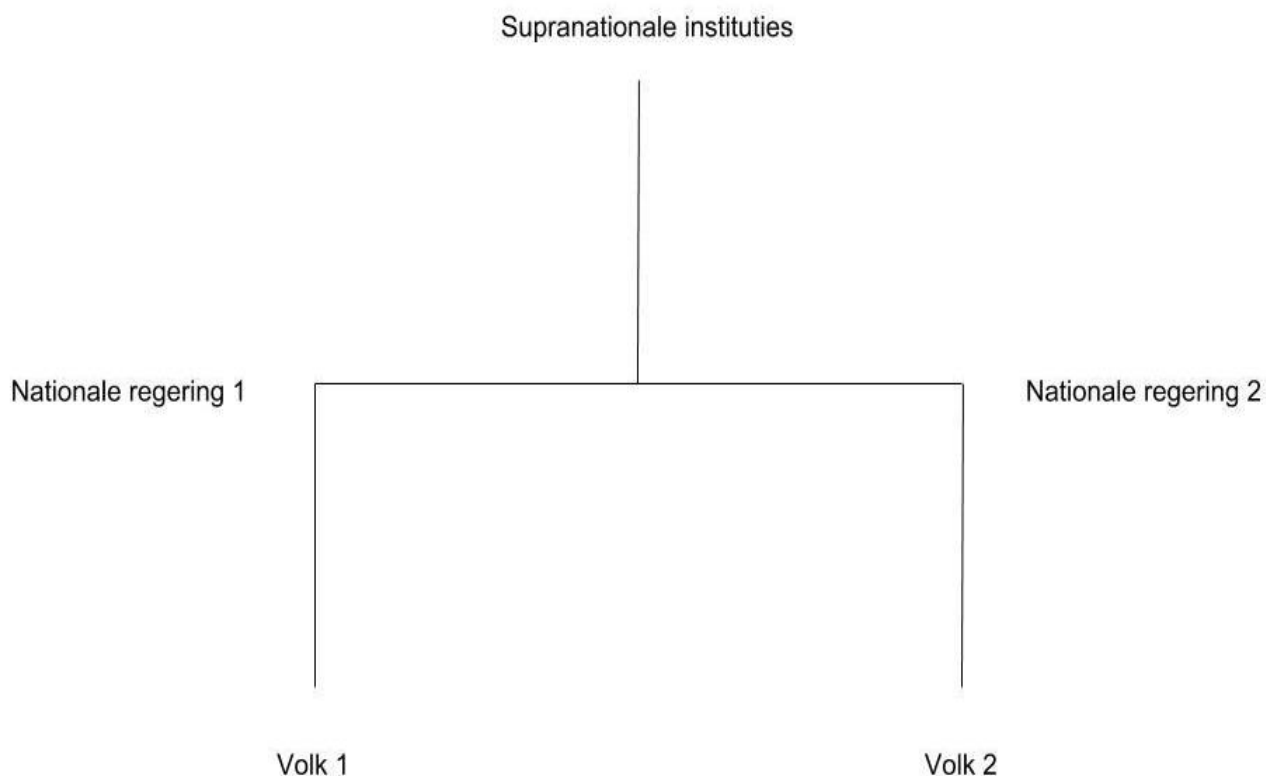 Supranationale instituties
Nationale regering 1
Nationale regering 2
Volk 1
Volk 2